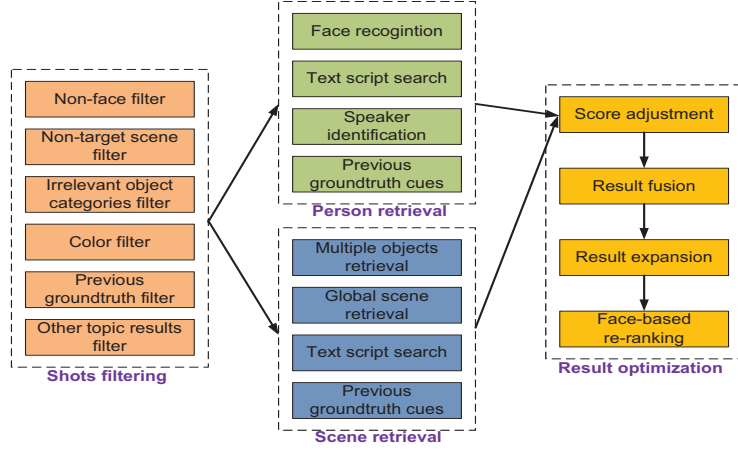 Non-face filter
Non-target scene
filter
Irrelevant object
categories filter
Color filter
Previous
groundtruth filter
Other topic results
filter
Shots filtering
Face recogintion
Text script search
Speaker
identification
Previous
groundtruth cues
Person retrieval
Multiple objects
retrieval
Global scene
retrieval
Text script search
Previous
groundtruth cues
Scene retrieval
Score adjustment
Result fusion
Result expansion
Face-based
re-ranking
Result optimization